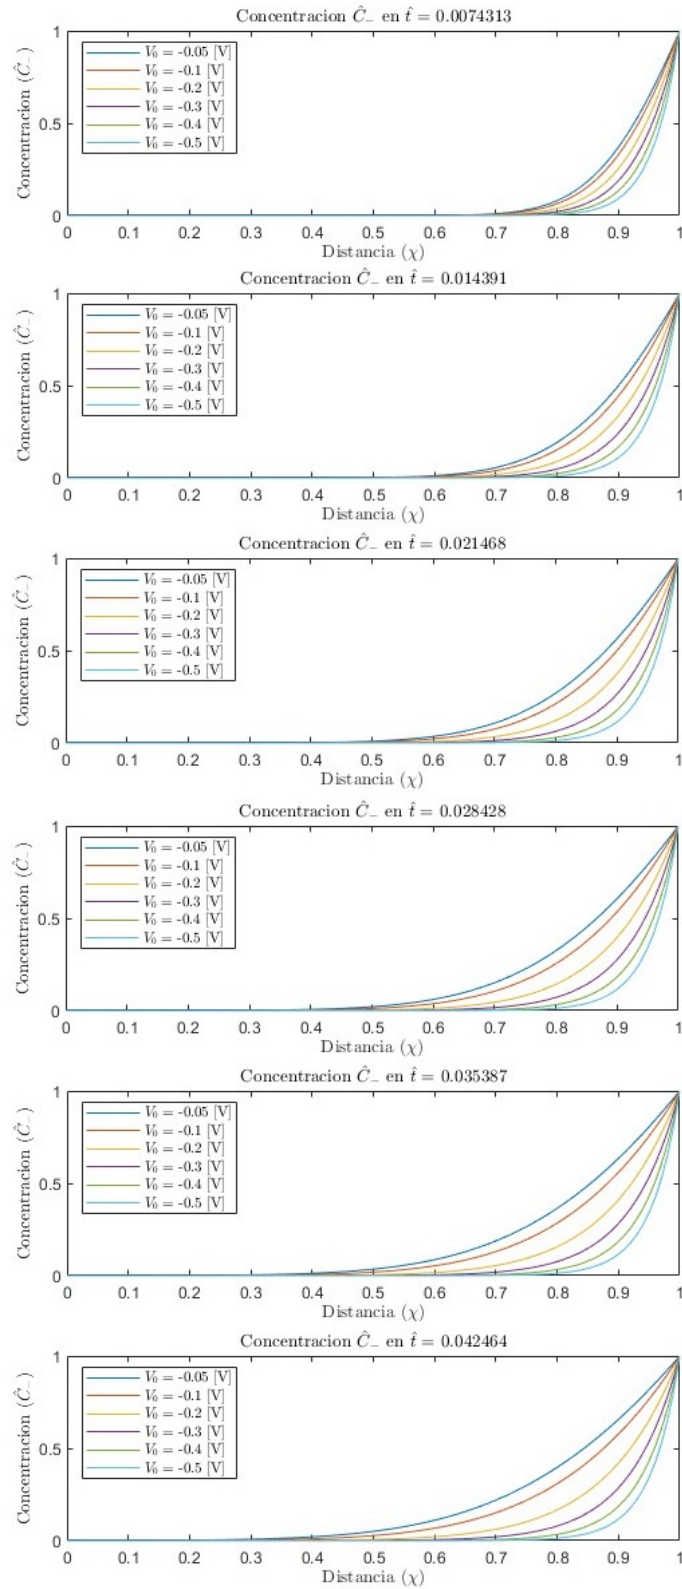 Concentracion Ĉ₋ en t̂ = 0.0074313
Concentracion (Ĉ₋)
1
0.5
0
V₀ = -0.05 [V]
V₀ = -0.1 [V]
V₀ = -0.2 [V]
V₀ = -0.3 [V]
V₀ = -0.4 [V]
V₀ = -0.5 [V]
0 0.1 0.2 0.3 0.4 0.5 0.6 0.7 0.8 0.9 1
Distancia (χ)
Concentracion Ĉ₋ en t̂ = 0.014391
Concentracion (Ĉ₋)
1
0.5
0
V₀ = -0.05 [V]
V₀ = -0.1 [V]
V₀ = -0.2 [V]
V₀ = -0.3 [V]
V₀ = -0.4 [V]
V₀ = -0.5 [V]
0 0.1 0.2 0.3 0.4 0.5 0.6 0.7 0.8 0.9 1
Distancia (χ)
Concentracion Ĉ₋ en t̂ = 0.021468
Concentracion (Ĉ₋)
1
0.5
0
V₀ = -0.05 [V]
V₀ = -0.1 [V]
V₀ = -0.2 [V]
V₀ = -0.3 [V]
V₀ = -0.4 [V]
V₀ = -0.5 [V]
0 0.1 0.2 0.3 0.4 0.5 0.6 0.7 0.8 0.9 1
Distancia (χ)
Concentracion Ĉ₋ en t̂ = 0.028428
Concentracion (Ĉ₋)
1
0.5
0
V₀ = -0.05 [V]
V₀ = -0.1 [V]
V₀ = -0.2 [V]
V₀ = -0.3 [V]
V₀ = -0.4 [V]
V₀ = -0.5 [V]
0 0.1 0.2 0.3 0.4 0.5 0.6 0.7 0.8 0.9 1
Distancia (χ)
Concentracion Ĉ₋ en t̂ = 0.035387
Concentracion (Ĉ₋)
1
0.5
0
V₀ = -0.05 [V]
V₀ = -0.1 [V]
V₀ = -0.2 [V]
V₀ = -0.3 [V]
V₀ = -0.4 [V]
V₀ = -0.5 [V]
0 0.1 0.2 0.3 0.4 0.5 0.6 0.7 0.8 0.9 1
Distancia (χ)
Concentracion Ĉ₋ en t̂ = 0.042464
Concentracion (Ĉ₋)
1
0.5
0
V₀ = -0.05 [V]
V₀ = -0.1 [V]
V₀ = -0.2 [V]
V₀ = -0.3 [V]
V₀ = -0.4 [V]
V₀ = -0.5 [V]
0 0.1 0.2 0.3 0.4 0.5 0.6 0.7 0.8 0.9 1
Distancia (χ)